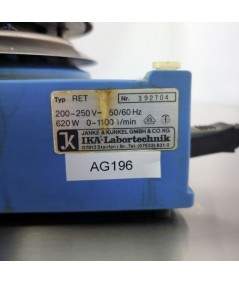 Typ RET Nr. 392704
200-250 V~ 50/60 Hz
620 W 0-1100 1/min
JANKE & KUNKEL GMBH & CO. KG
IKA-Labortechnik
AG196